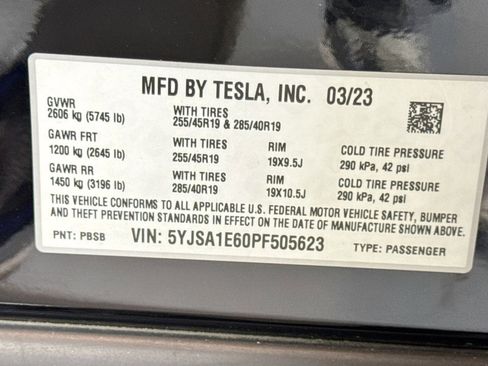 MFD BY TESLA, INC. 03/23
GVWR
2606 kg (5745 lb) WITH TIRES
255/45R19 & 285/40R19
GAWR FRT WITH TIRES RIM COLD TIRE PRESSURE
1200 kg (2645 lb) 255/45R19 19X9.5J 290 kPa, 42 psi
GAWR RR WITH TIRES RIM COLD TIRE PRESSURE
1450 kg (3196 lb) 285/40R19 19X10.5J 290 kPa, 42 psi
THIS VEHICLE CONFORMS TO ALL APPLICABLE U.S. FEDERAL MOTOR VEHICLE SAFETY, BUMPER
AND THEFT PREVENTION STANDARDS IN EFFECT ON THE DATE OF MANUFACTURE SHOWN ABOVE.
PNT: PBSB VIN: 5YJSA1E60PF505623 TYPE: PASSENGER